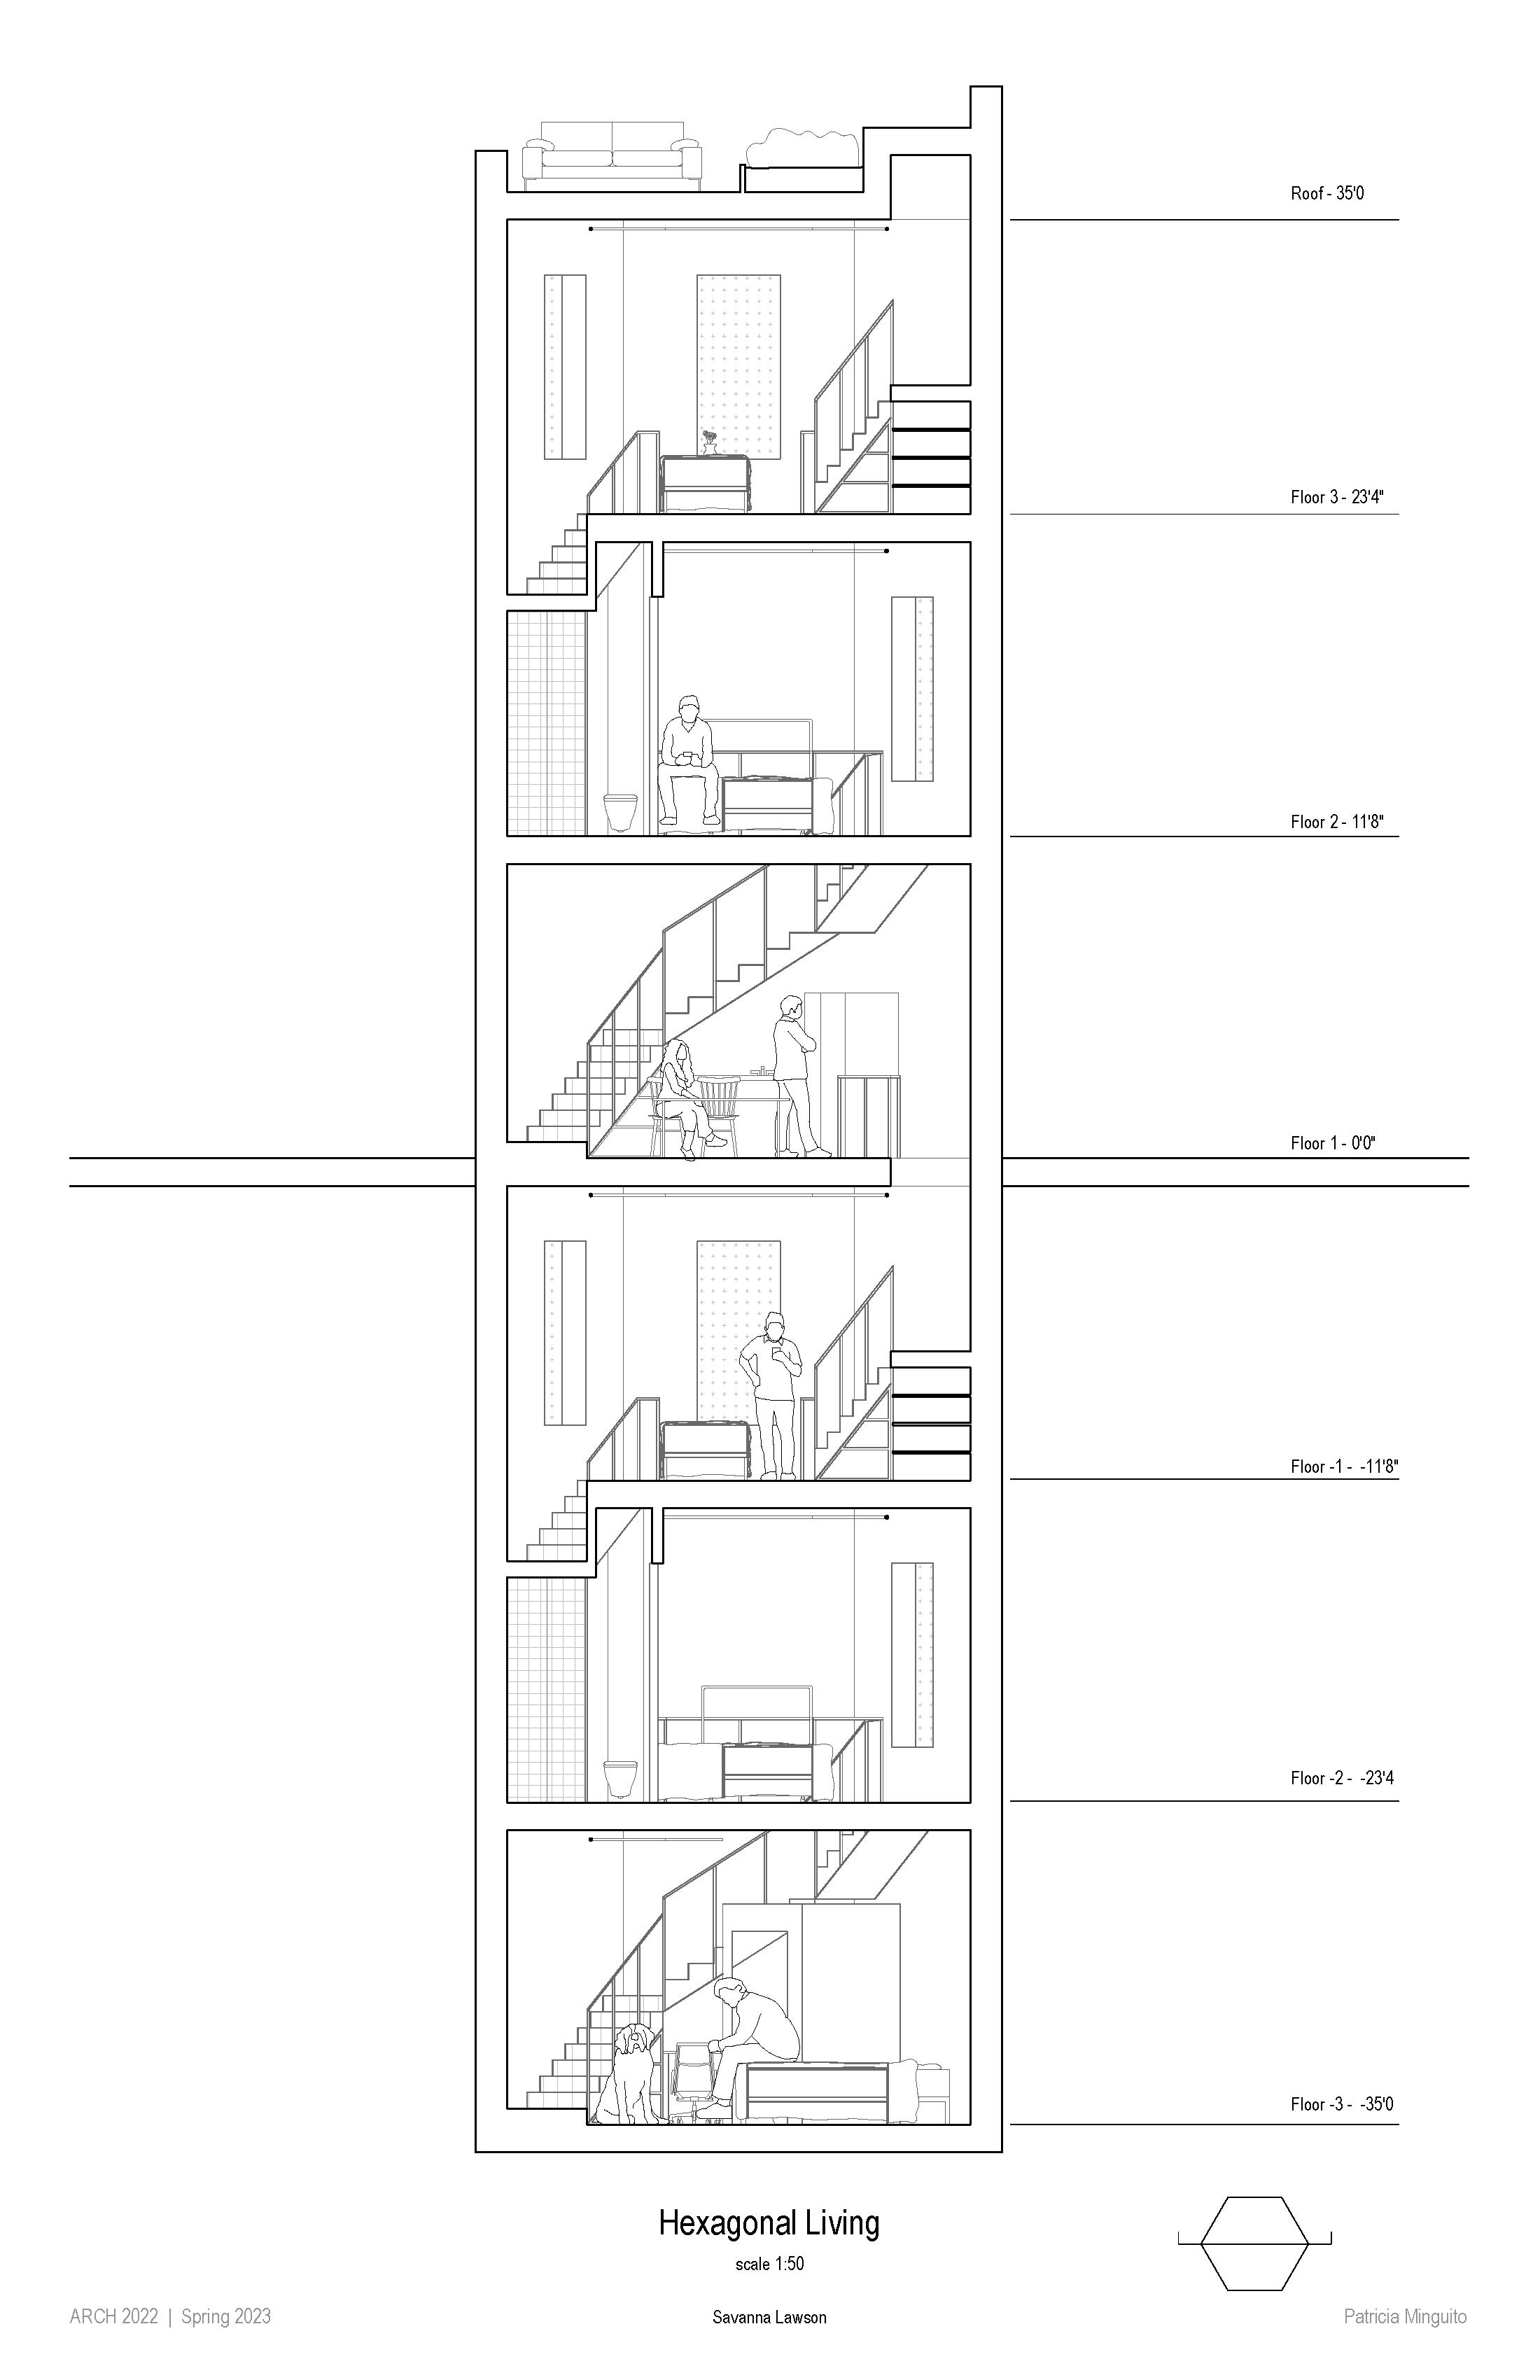 Roof - 35'0
Floor 3 - 23'4"
Floor 2 - 11'8"
Floor 1 - 0'0"
Floor -1 -  -11'8"
Floor -2 -  -23'4
Floor -3 -  -35'0
Hexagonal Living
scale 1:50
ARCH 2022 | Spring 2023
Savanna Lawson
Patricia Minguito